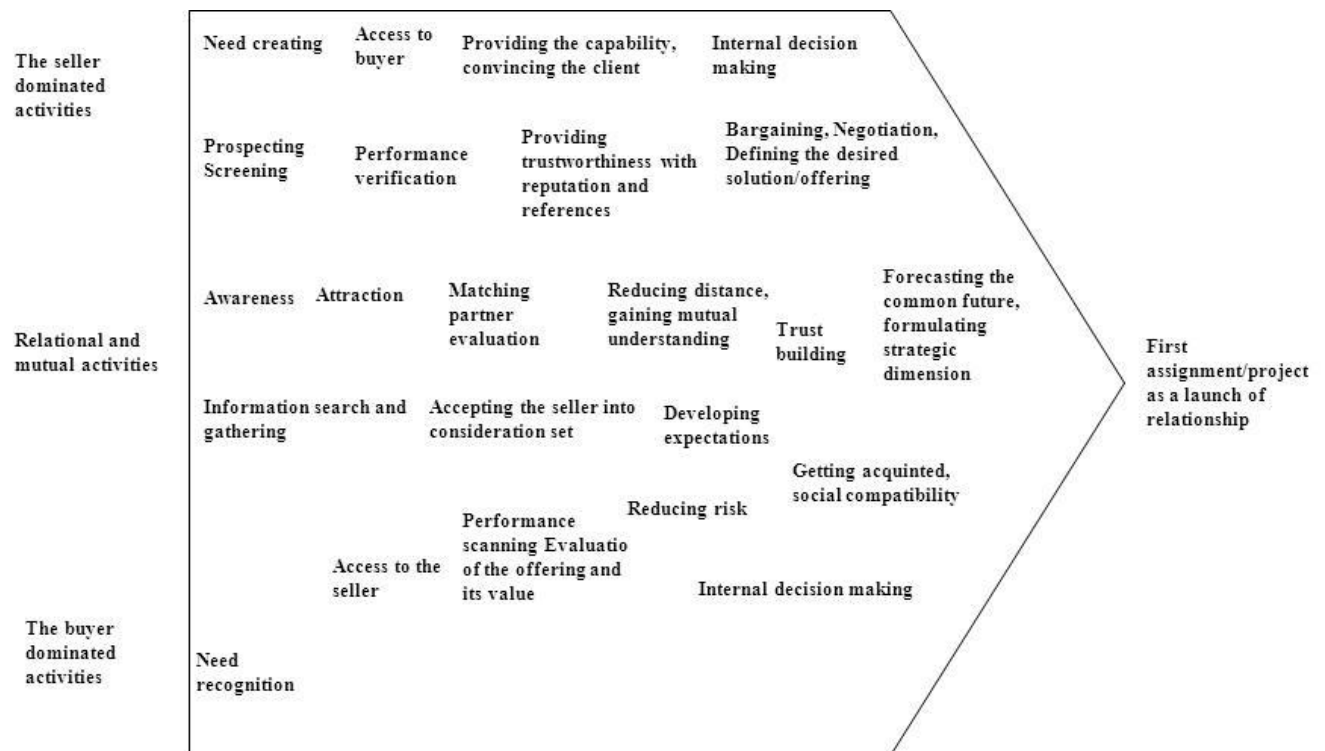 The seller
dominated
activities
Need creating
Access to
buyer
Providing the capability,
convincing the client
Internal decision
making
Prospecting
Screening
Performance
verification
Providing
trustworthiness with
reputation and
references
Bargaining, Negotiation,
Defining the desired
solution/offering
Relational and
mutual activities
Awareness
Attraction
Matching
partner
evaluation
Reducing distance,
gaining mutual
understanding
Trust
building
Forecasting the
common future,
formulating
strategic
dimension
First
assignment/project
as a launch of
relationship
Information search and
gathering
Accepting the seller into
consideration set
Developing
expectations
Getting acquinted,
social compatibility
Reducing risk
Performance
scanning Evaluatio
of the offering and
its value
Access to the
seller
Internal decision making
The buyer
dominated
activities
Need
recognition